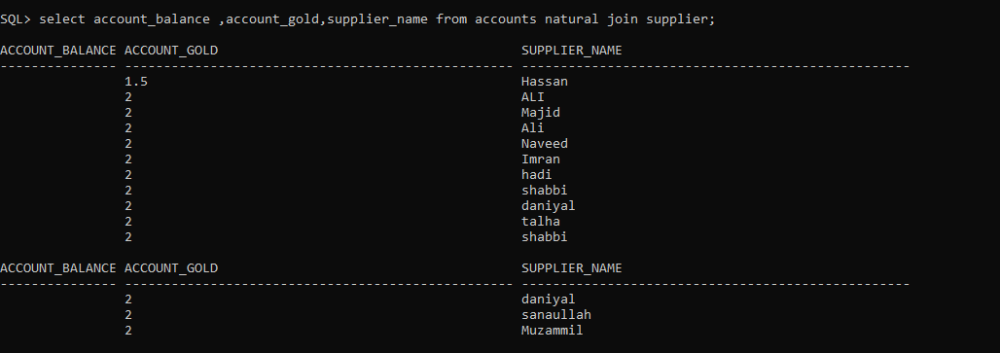 SQL> select account_balance ,account_gold,supplier_name from accounts natural join supplier;
ACCOUNT_BALANCE ACCOUNT_GOLD SUPPLIER_NAME
--------------- -------------------------------------------------- --------------------------------------------------
1.5 Hassan
2 ALI
2 Majid
2 Ali
2 Naveed
2 Imran
2 hadi
2 shabbi
2 daniyal
2 talha
2 shabbi
ACCOUNT_BALANCE ACCOUNT_GOLD SUPPLIER_NAME
--------------- -------------------------------------------------- --------------------------------------------------
2 daniyal
2 sanaullah
2 Muzammil